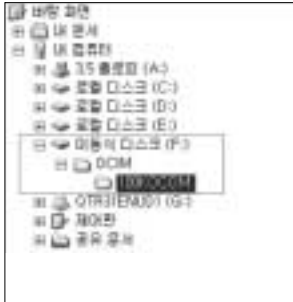 바탕 화면
내 문서
내 컴퓨터
3.5 플로피 (A:)
로컬 디스크 (C:)
로컬 디스크 (D:)
로컬 디스크 (E:)
이동식 디스크 (F:)
DCIM
(G:)
제어판
공유 문서